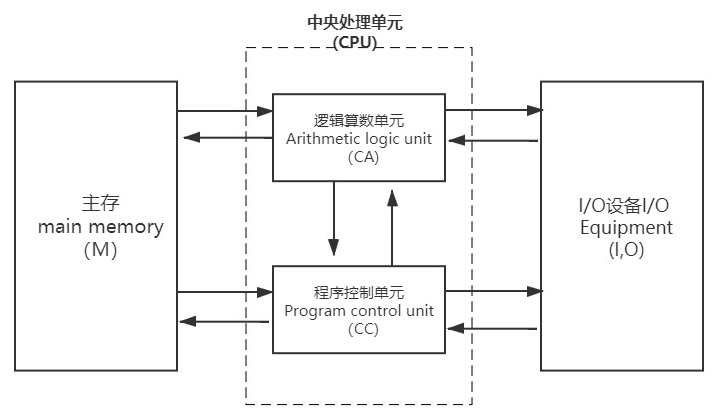 中央处理单元
(CPU)
主存
main memory
(M)
逻辑算数单元
Arithmetic logic unit
(CA)
程序控制单元
Program control unit
(CC)
I/O设备I/O
Equipment
(I,O)